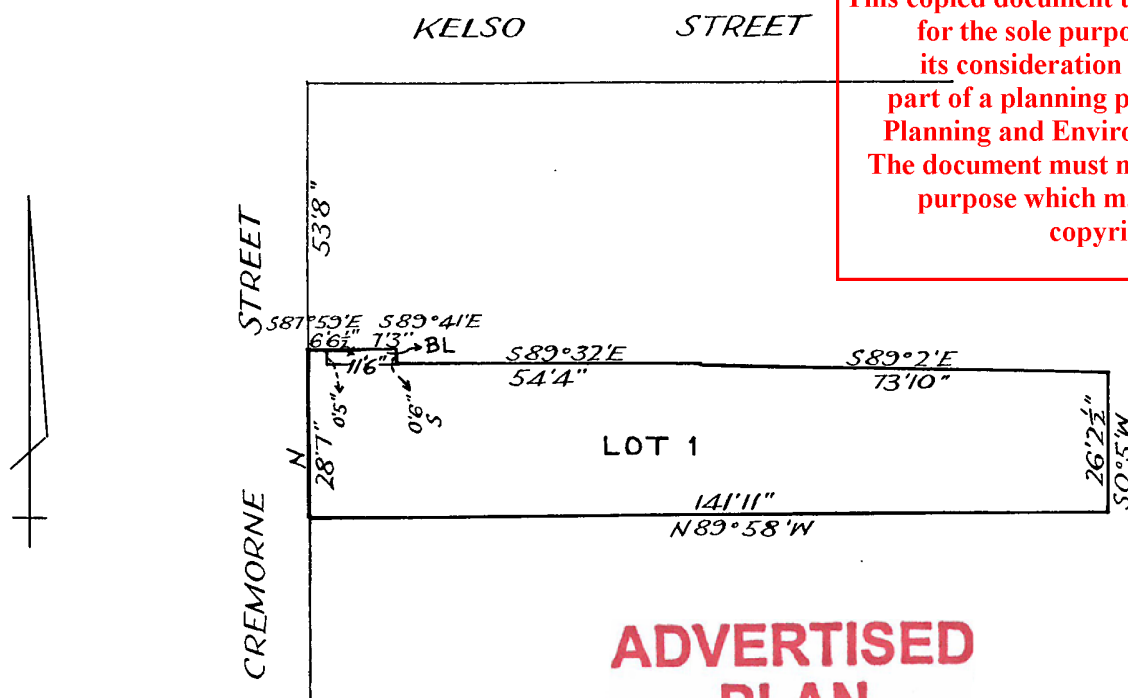 KELSO STREET
This copied document
for the sole purpo
its consideration
part of a planning p
Planning and Enviro
The document must n
purpose which m
copyri
53'8"
STREET
S87°59'E S89°41'E
6'6½" 7'3" BL
11'6"
S89°32'E
54'4"
S89°2'E
73'10"
0'5"
0'6"
S
N
28'7"
LOT 1
26'2½"
S0°5'W
141'11"
N89°58'W
CREMORNE
ADVERTISED
PLAN